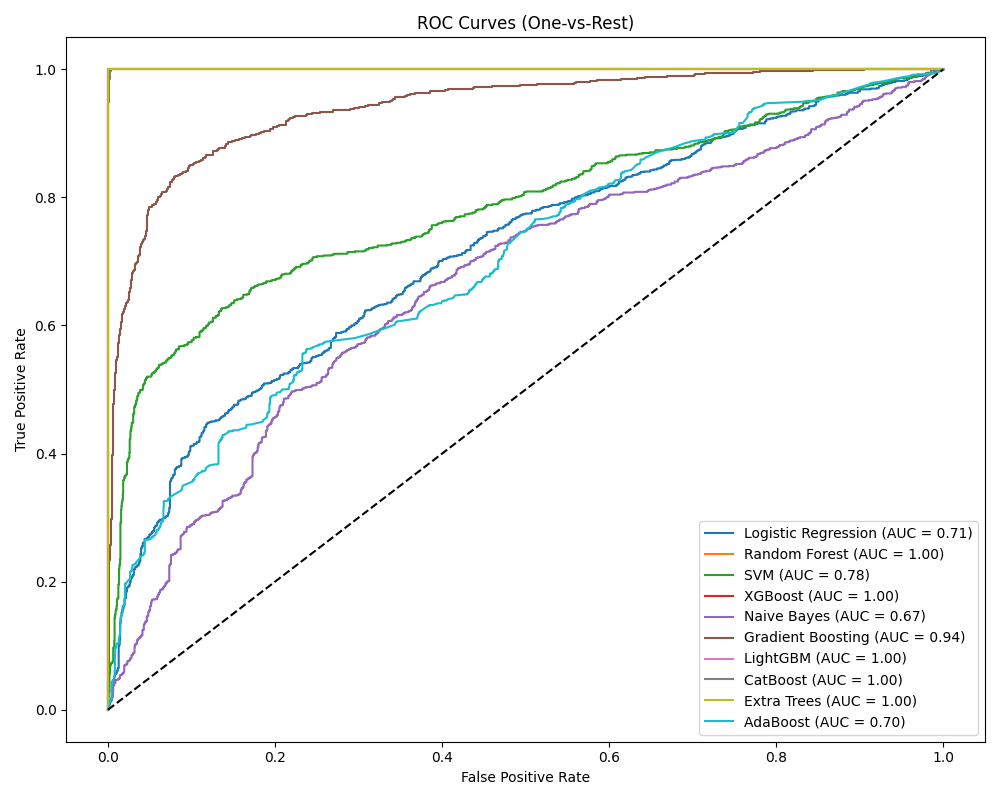 ROC Curves (One-vs-Rest)
1.0
0.8
0.6
0.4
0.2
0.0
True Positive Rate
Logistic Regression (AUC = 0.71)
Random Forest (AUC = 1.00)
SVM (AUC = 0.78)
XGBoost (AUC = 1.00)
Naive Bayes (AUC = 0.67)
Gradient Boosting (AUC = 0.94)
LightGBM (AUC = 1.00)
CatBoost (AUC = 1.00)
Extra Trees (AUC = 1.00)
AdaBoost (AUC = 0.70)
0.0 0.2 0.4 0.6 0.8 1.0
False Positive Rate